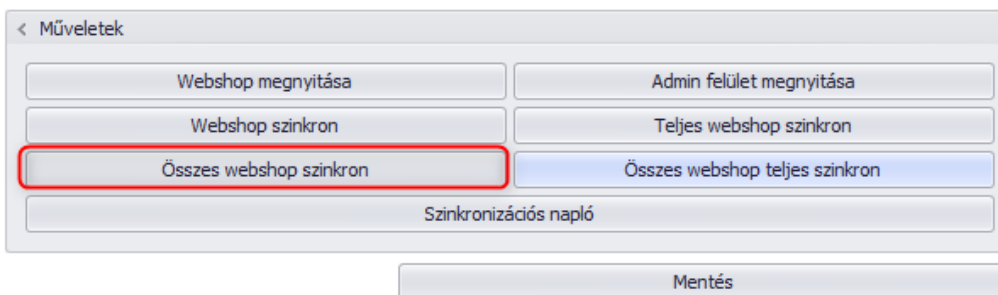 Műveletek
Webshop megnyitása Admin felület megnyitása
Webshop szinkron Teljes webshop szinkron
Összes webshop szinkron Összes webshop teljes szinkron
Szinkronizációs napló
Mentés